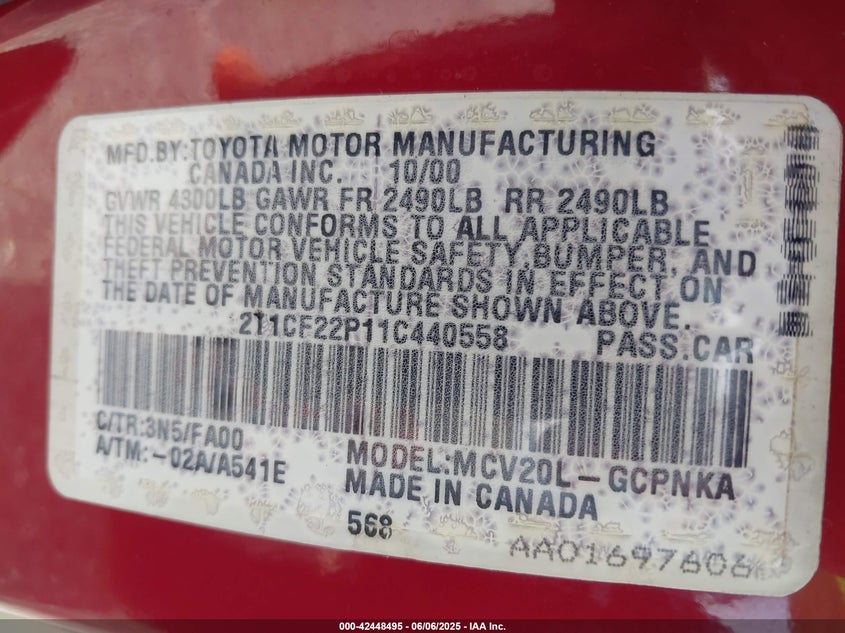 MFD.BY:TOYOTA MOTOR MANUFACTURING
CANADA INC. 10/00
GVWR 4300LB GAWR FR 2490LB RR 2490LB
THIS VEHICLE CONFORMS TO ALL APPLICABLE
FEDERAL MOTOR VEHICLE SAFETY,BUMPER, AND
THEFT PREVENTION STANDARDS IN EFFECT ON
THE DATE OF MANUFACTURE SHOWN ABOVE.
2T1CF22P11C440558 PASS.CAR
C/TR:3N5/FA00
A/TM:-02A/A541E
MODEL:MCV20L-GCPNKA
MADE IN CANADA
568
AA01697608
000-42448495 - 06/06/2025 - IAA Inc.